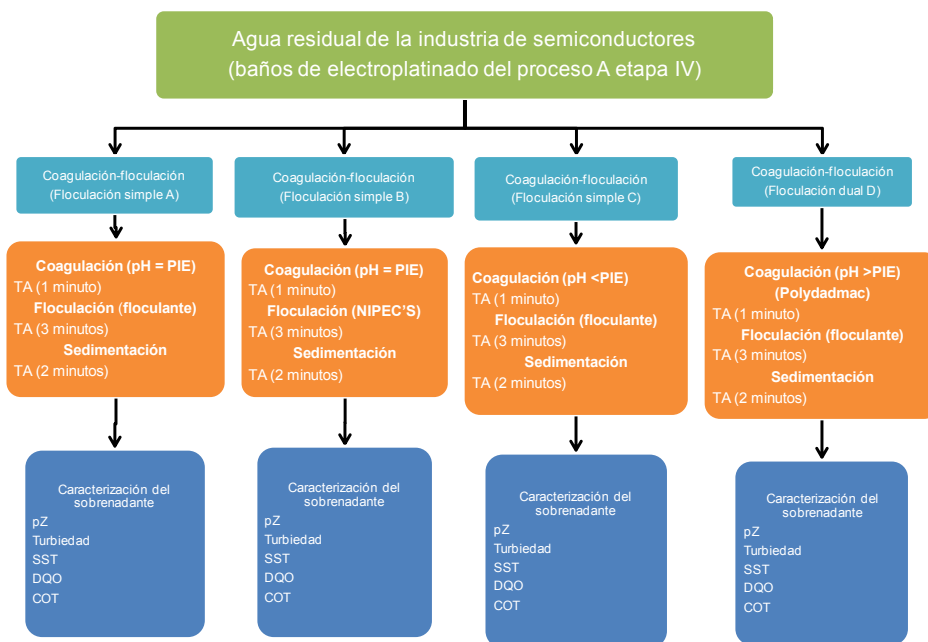 Agua residual de la industria de semiconductores
(baños de electroplatinado del proceso A etapa IV)
Coagulación-floculación
(Floculación simple A)
Coagulación-floculación
(Floculación simple B)
Coagulación-floculación
(Floculación simple C)
Coagulación-floculación
(Floculación dual D)
Coagulación (pH = PIE)
TA (1 minuto)
Floculación (floculante)
TA (3 minutos)
Sedimentación
TA (2 minutos)
Coagulación (pH = PIE)
TA (1 minuto)
Floculación (NIPEC'S)
TA (3 minutos)
Sedimentación
TA (2 minutos)
Coagulación (pH <PIE)
TA (1 minuto)
Floculación (floculante)
TA (3 minutos)
Sedimentación
TA (2 minutos)
Coagulación (pH >PIE)
(Polydadmac)
TA (1 minuto)
Floculación (floculante)
TA (3 minutos)
Sedimentación
TA (2 minutos)
Caracterización del
sobrenadante
pZ
Turbiedad
SST
DQO
COT
Caracterización del
sobrenadante
pZ
Turbiedad
SST
DQO
COT
Caracterización del
sobrenadante
pZ
Turbiedad
SST
DQO
COT
Caracterización del
sobrenadante
pZ
Turbiedad
SST
DQO
COT